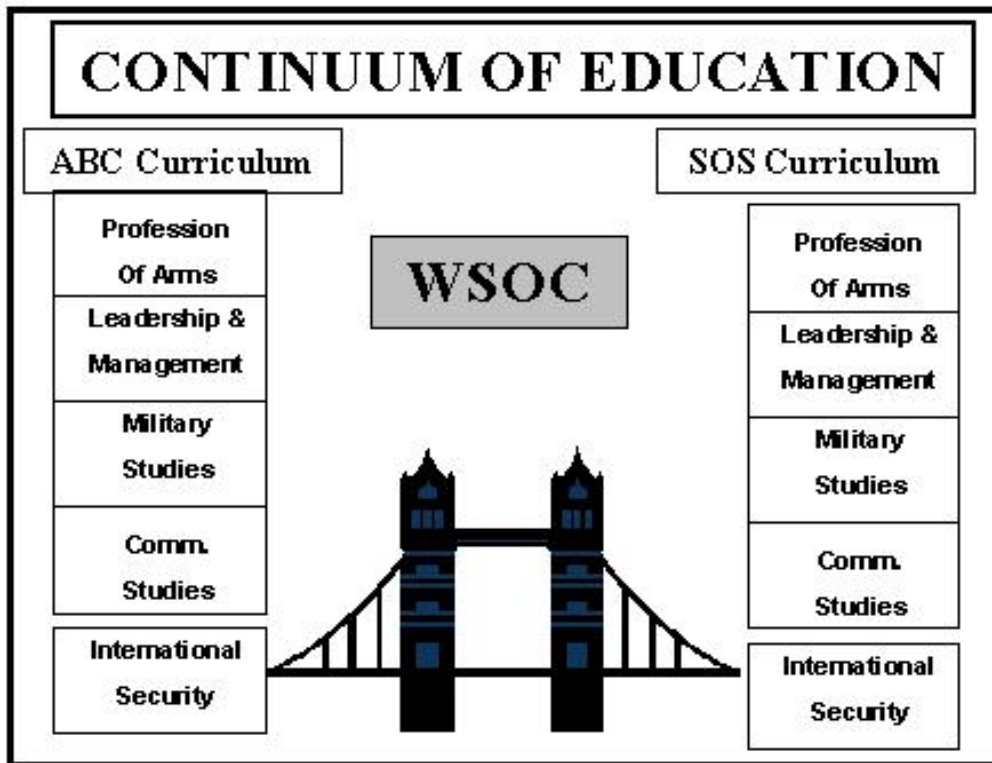 CONTINUUM OF EDUCATION
ABC Curriculum
Profession
Of Arms
Leadership &
Management
Military
Studies
Comm.
Studies
International
Security
WSOC
SOS Curriculum
Profession
Of Arms
Leadership &
Management
Military
Studies
Comm.
Studies
International
Security